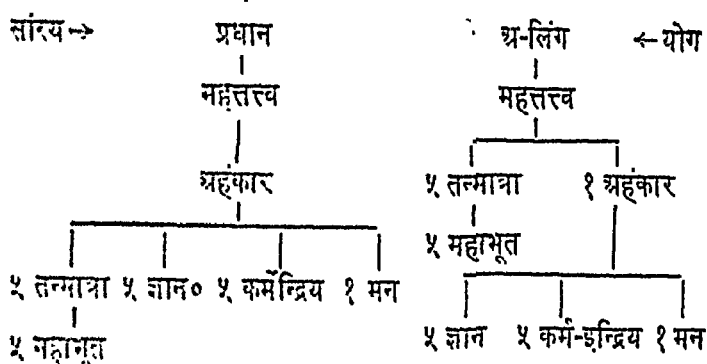 सांख्य→ प्रधान अ-लिंग ←योग
महत्तत्त्व महत्तत्त्व
अहंकार ५ तन्मात्रा १ अहंकार
५ महाभूत
५ तन्मात्रा ५ ज्ञान० ५ कर्मेन्द्रिय १ मन
५ महाभूत ५ ज्ञान ५ कर्म-इन्द्रिय १ मन